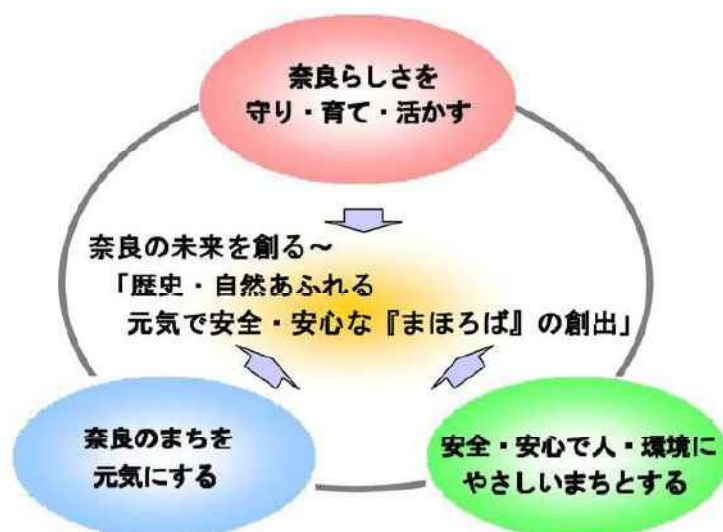 奈良らしさを
守り・育て・活かす
奈良の未来を創る～
「歴史・自然あふれる
元気で安全・安心な『まほろば』の創出」
奈良のまちを
元気にする
安全・安心で人・環境に
やさしいまちとする